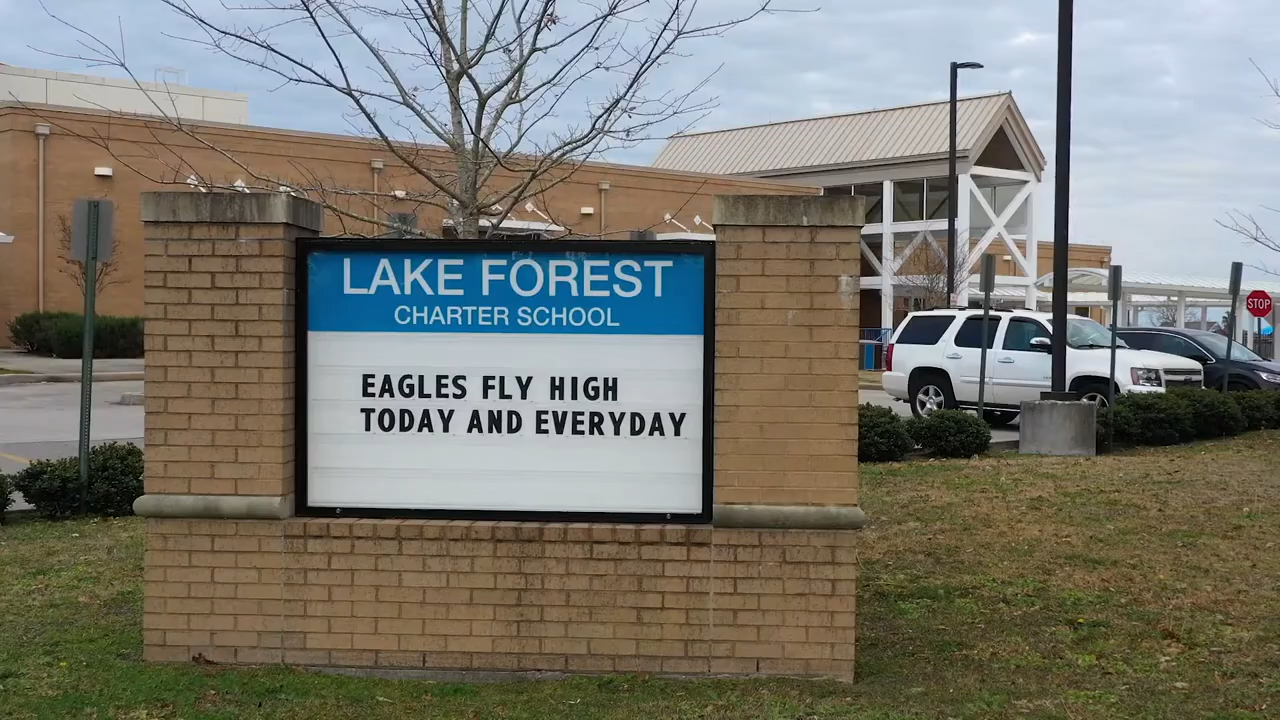 LAKE FOREST
CHARTER SCHOOL
EAGLES FLY HIGH
TODAY AND EVERYDAY
STOP